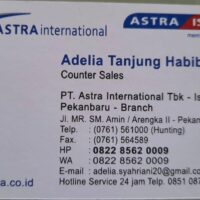 ASTRA international
ASTRA IS
mem
Adelia Tanjung Habib
Counter Sales
PT. Astra International Tbk - Is
Pekanbaru - Branch
Jl. MR. SM. Amin / Arengka II - Pekan
Telp. : (0761) 561000 (Hunting)
Fax. : (0761) 564589
HP : 0822 8562 0009
WA : 0822 8562 0009
E-mail : adelia.syahriani20@gmail.co
Hotline Service 24 jam Telp. 0851 087
a.co.id